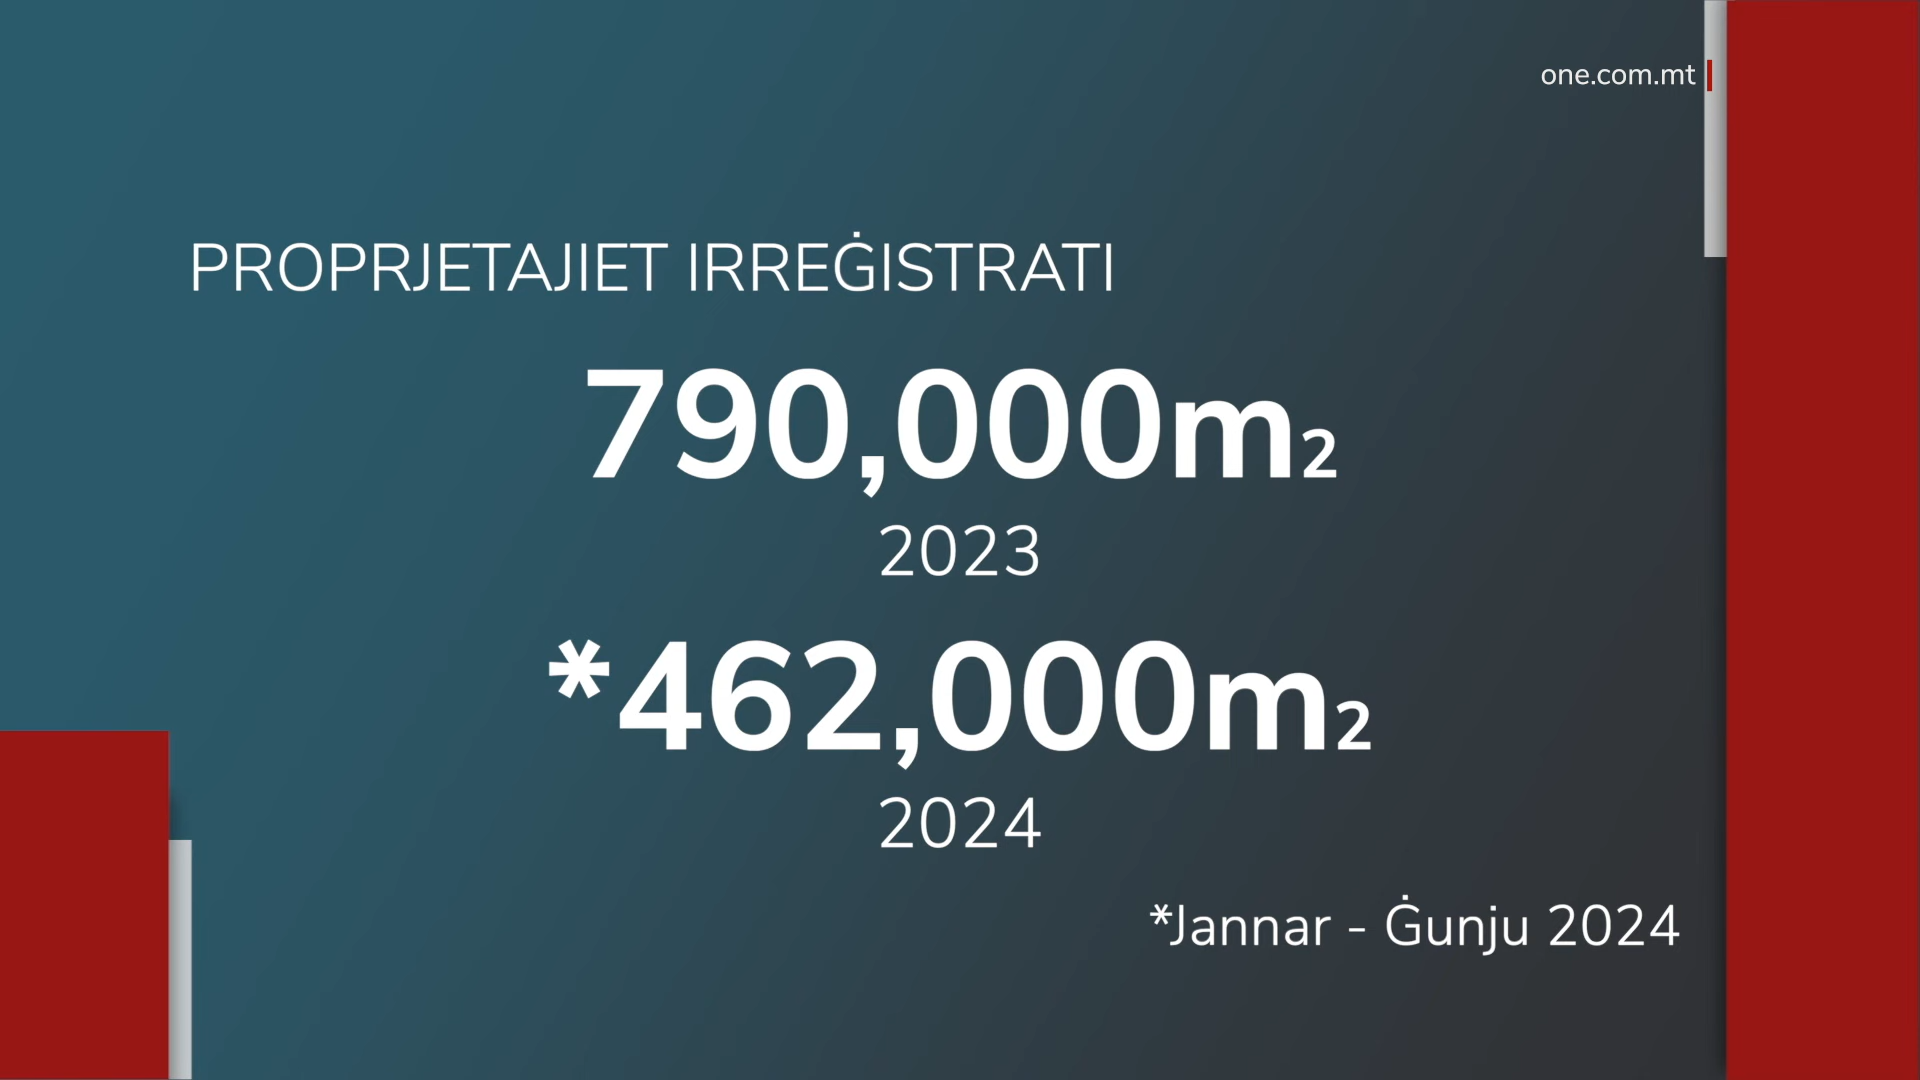 one.com.mt
PROPRJETAJIET IRREĠISTRATI
790,000m₂
2023
*462,000m₂
2024
*Jannar - Ġunju 2024